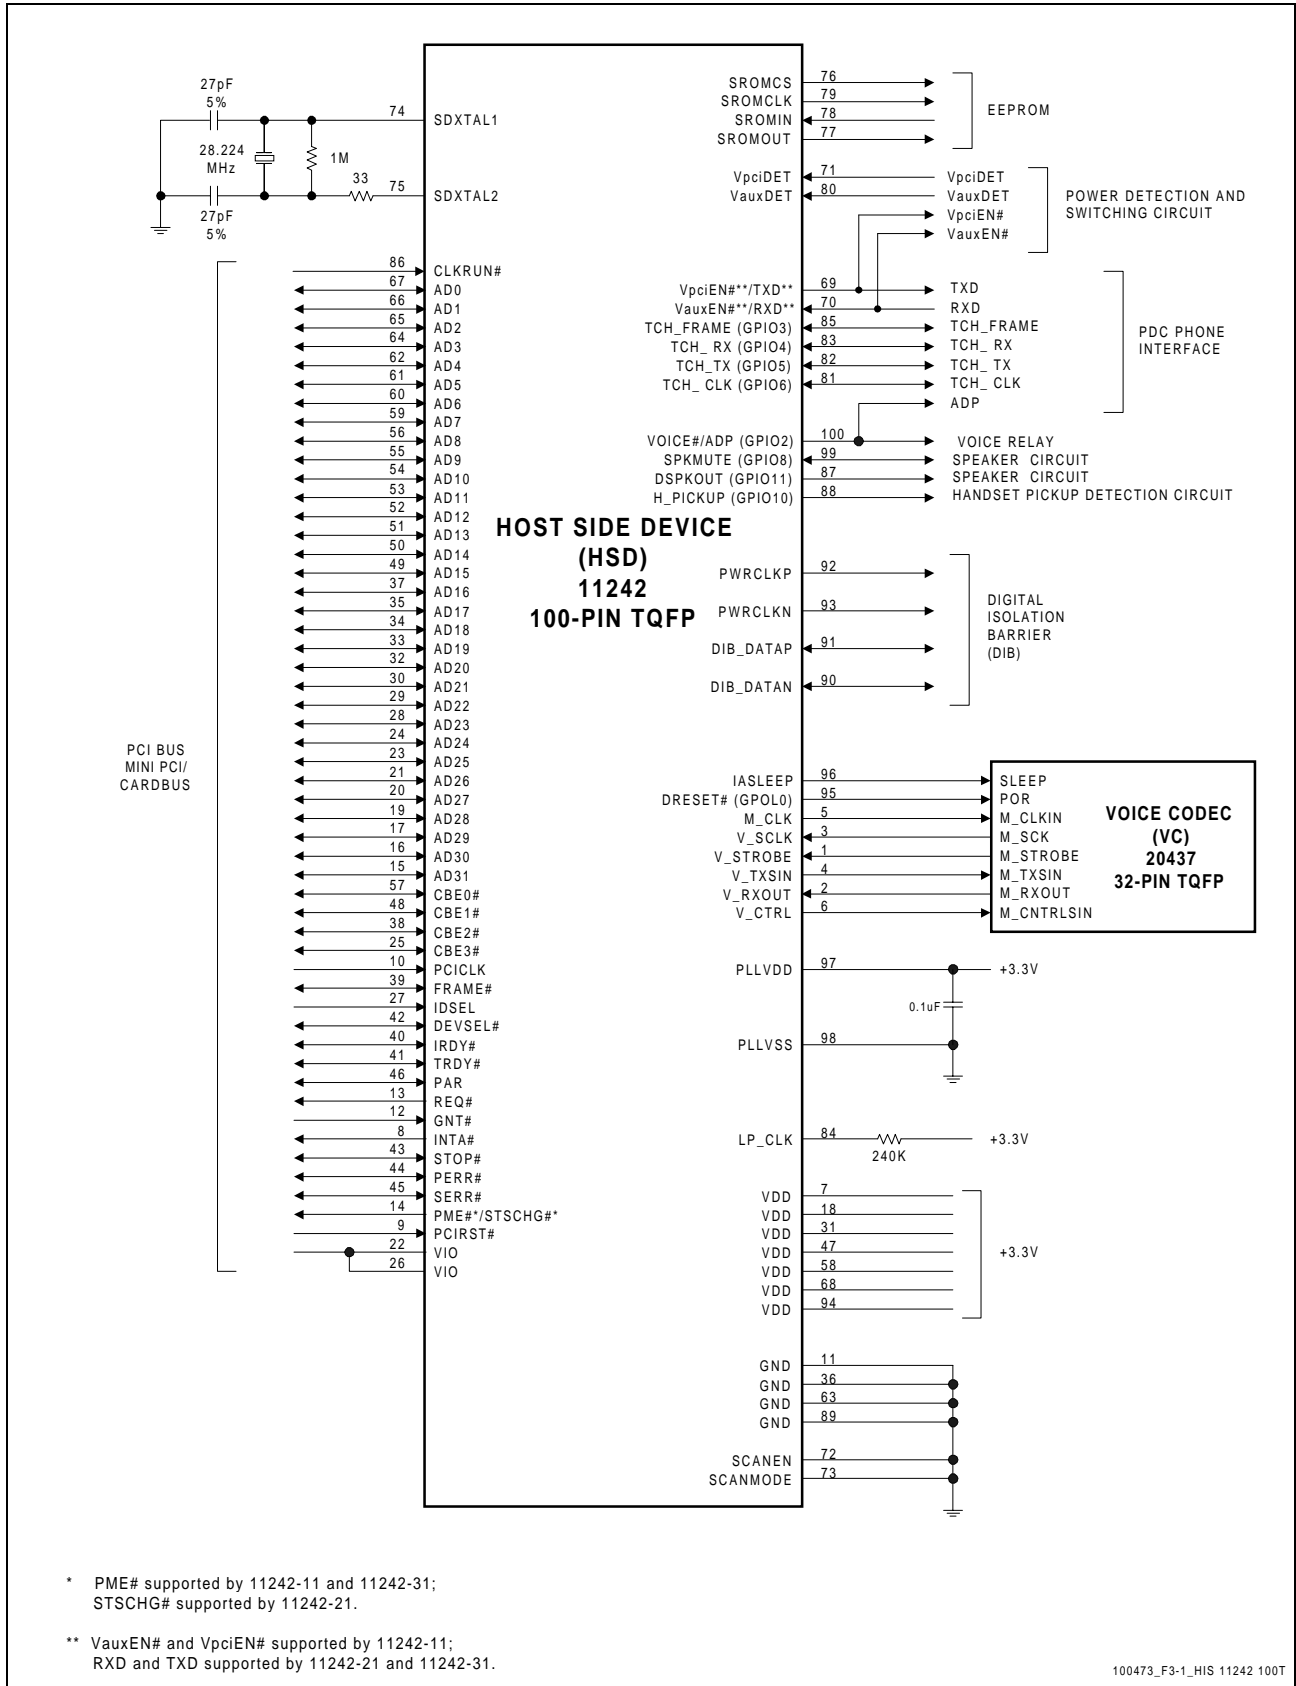 27pF
5%
28.224
MHz
1M
33
27pF
5%
74 SDXTAL1
75 SDXTAL2
PCI BUS
MINI PCI/
CARDBUS
86 CLKRUN#
67 AD0
66 AD1
65 AD2
64 AD3
62 AD4
61 AD5
60 AD6
59 AD7
56 AD8
55 AD9
54 AD10
53 AD11
52 AD12
51 AD13
50 AD14
49 AD15
37 AD16
35 AD17
34 AD18
33 AD19
32 AD20
30 AD21
29 AD22
28 AD23
24 AD24
23 AD25
21 AD26
20 AD27
19 AD28
17 AD29
16 AD30
15 AD31
57 CBE0#
48 CBE1#
38 CBE2#
25 CBE3#
10 PCICLK
39 FRAME#
27 IDSEL
42 DEVSEL#
40 IRDY#
41 TRDY#
46 PAR
13 REQ#
12 GNT#
8 INTA#
43 STOP#
44 PERR#
45 SERR#
14 PME#*/STSCHG#*
9 PCIRST#
22 VIO
26 VIO
HOST SIDE DEVICE
(HSD)
11242
100-PIN TQFP
SROMCS 76
SROMCLK 79
SROMIN 78
SROMOUT 77
EEPROM
VpciDET 71 VpciDET
VauxDET 80 VauxDET
VpciEN#
VauxEN#
POWER DETECTION AND
SWITCHING CIRCUIT
VpciEN#**/TXD** 69 TXD
VauxEN#**/RXD** 70 RXD
TCH_FRAME (GPIO3) 85 TCH_FRAME
TCH_ RX (GPIO4) 83 TCH_ RX
TCH_TX (GPIO5) 82 TCH_ TX
TCH_ CLK (GPIO6) 81 TCH_ CLK
ADP
PDC PHONE
INTERFACE
VOICE#/ADP (GPIO2) 100 VOICE RELAY
SPKMUTE (GPIO8) 99 SPEAKER CIRCUIT
DSPKOUT (GPIO11) 87 SPEAKER CIRCUIT
H_PICKUP (GPIO10) 88 HANDSET PICKUP DETECTION CIRCUIT
PWRCLKP 92
PWRCLKN 93
DIB_DATAP 91
DIB_DATAN 90
DIGITAL
ISOLATION
BARRIER
(DIB)
IASLEEP 96 SLEEP
DRESET# (GPOL0) 95 POR
M_CLK 5 M_CLKIN
V_SCLK 3 M_SCK
V_STROBE 1 M_STROBE
V_TXSIN 4 M_TXSIN
V_RXOUT 2 M_RXOUT
V_CTRL 6 M_CNTRLSIN
VOICE CODEC
(VC)
20437
32-PIN TQFP
PLLVDD 97 +3.3V
0.1uF
PLLVSS 98
LP_CLK 84 +3.3V
240K
VDD 7
VDD 18
VDD 31
VDD 47
VDD 58
VDD 68
VDD 94
+3.3V
GND 11
GND 36
GND 63
GND 89
SCANEN 72
SCANMODE 73
* PME# supported by 11242-11 and 11242-31;
STSCHG# supported by 11242-21.
** VauxEN# and VpciEN# supported by 11242-11;
RXD and TXD supported by 11242-21 and 11242-31.
100473_F3-1_HIS 11242 100T